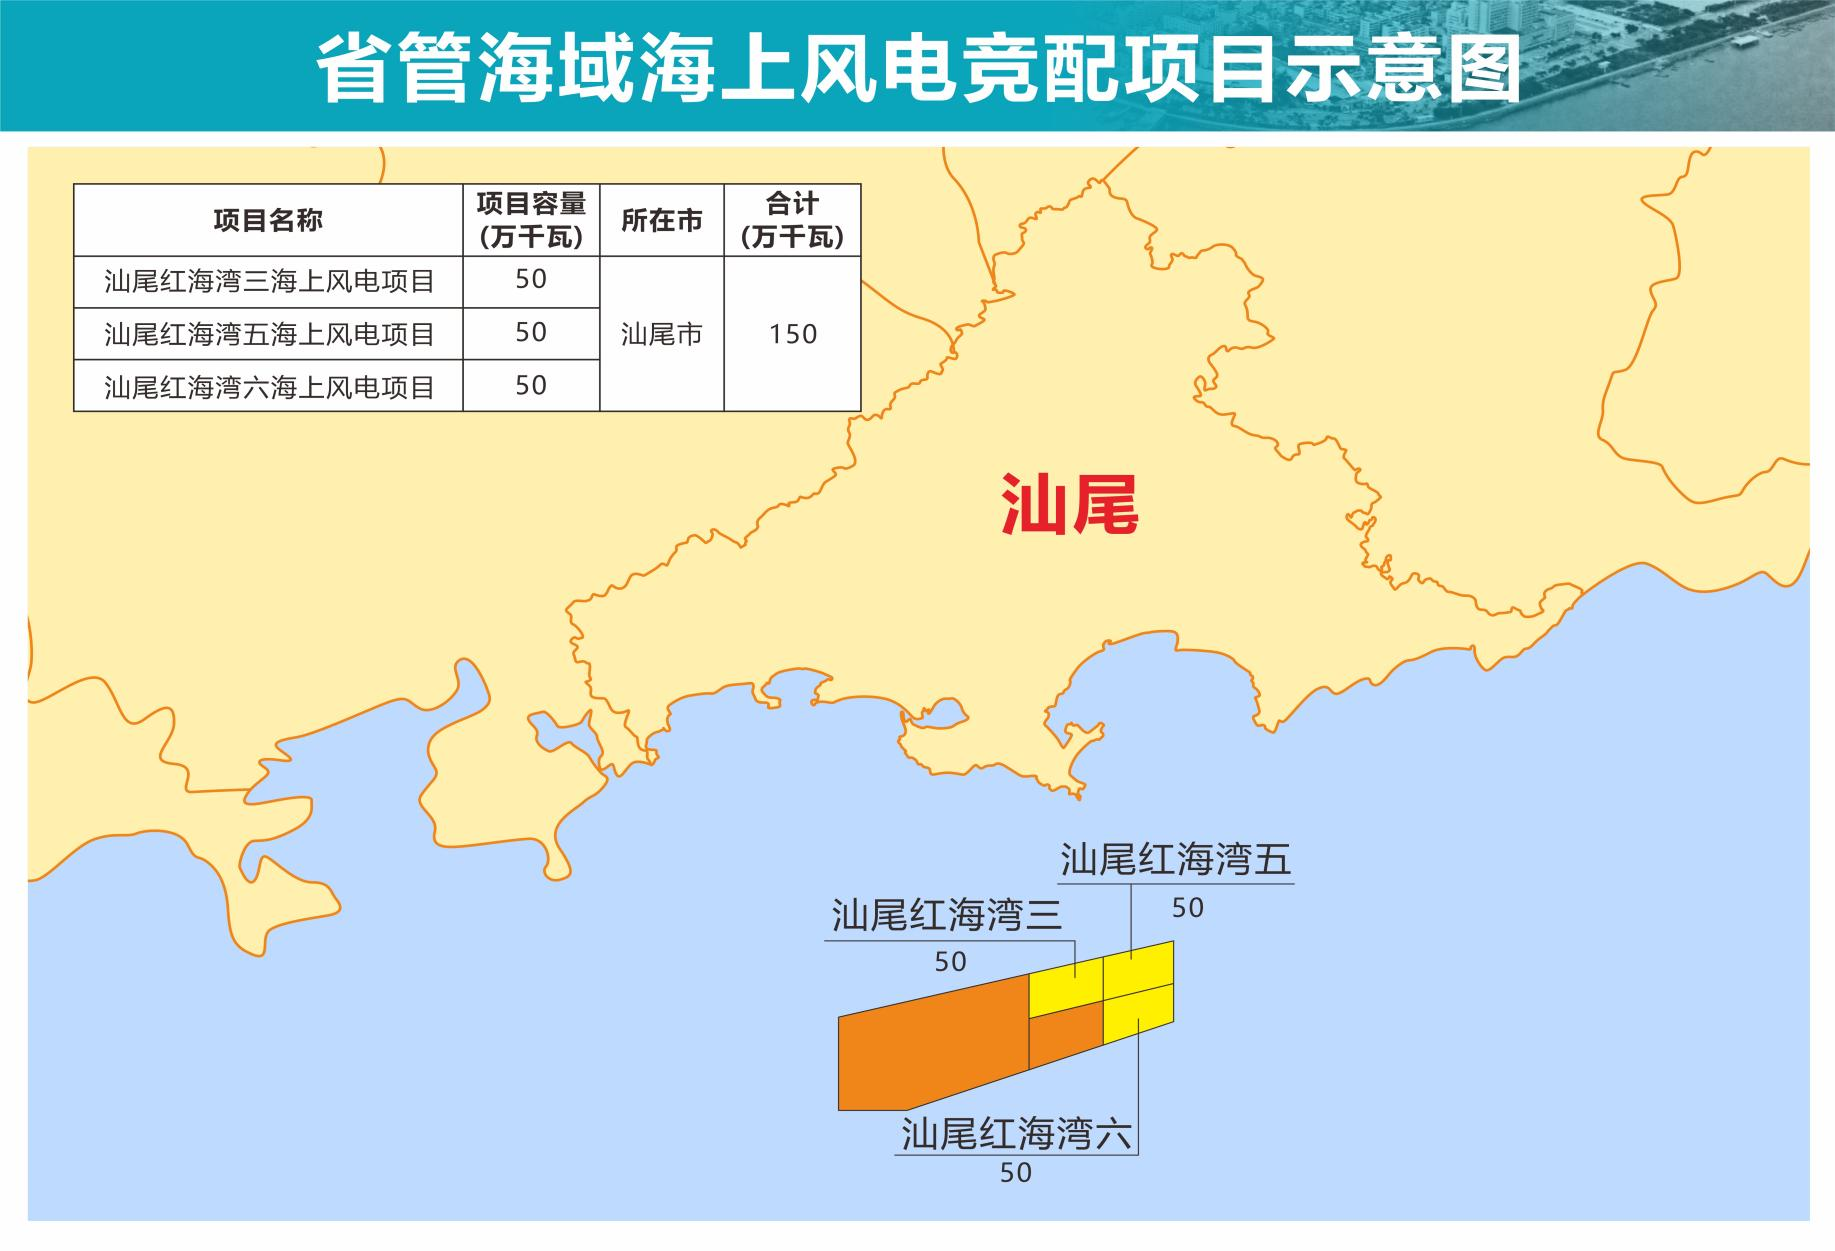 省管海域海上风电竞配项目示意图
项目名称
项目容量
(万千瓦)
所在市
合计
(万千瓦)
汕尾红海湾三海上风电项目
50
汕尾红海湾五海上风电项目
50
汕尾市
150
汕尾红海湾六海上风电项目
50
汕尾
汕尾红海湾五
50
汕尾红海湾三
50
汕尾红海湾六
50